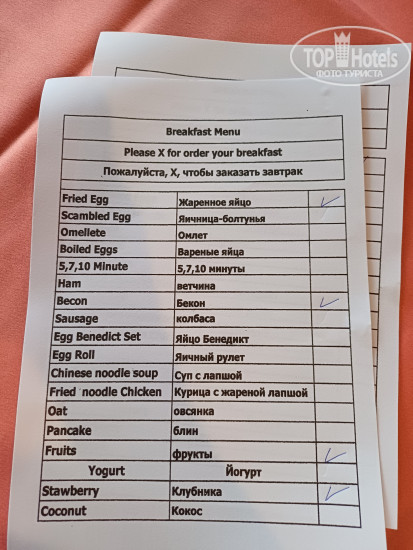 TOP Hotels
ФОТО ТУРИСТА
Breakfast Menu
Please X for order your breakfast
Пожалуйста, X, чтобы заказать завтрак
Fried Egg Жаренное яйцо ✓
Scambled Egg Яичница-болтунья
Omellete Омлет
Boiled Eggs Вареные яйца
5,7,10 Minute 5,7,10 минуты
Ham ветчина
Becon Бекон ✓
Sausage колбаса
Egg Benedict Set Яйцо Бенедикт
Egg Roll Яичный рулет
Chinese noodle soup Суп с лапшой
Fried noodle Chicken Курица с жареной лапшой
Oat овсянка
Pancake блин
Fruits фрукты ✓
Yogurt Йогурт
Stawberry Клубника ✓
Coconut Кокос